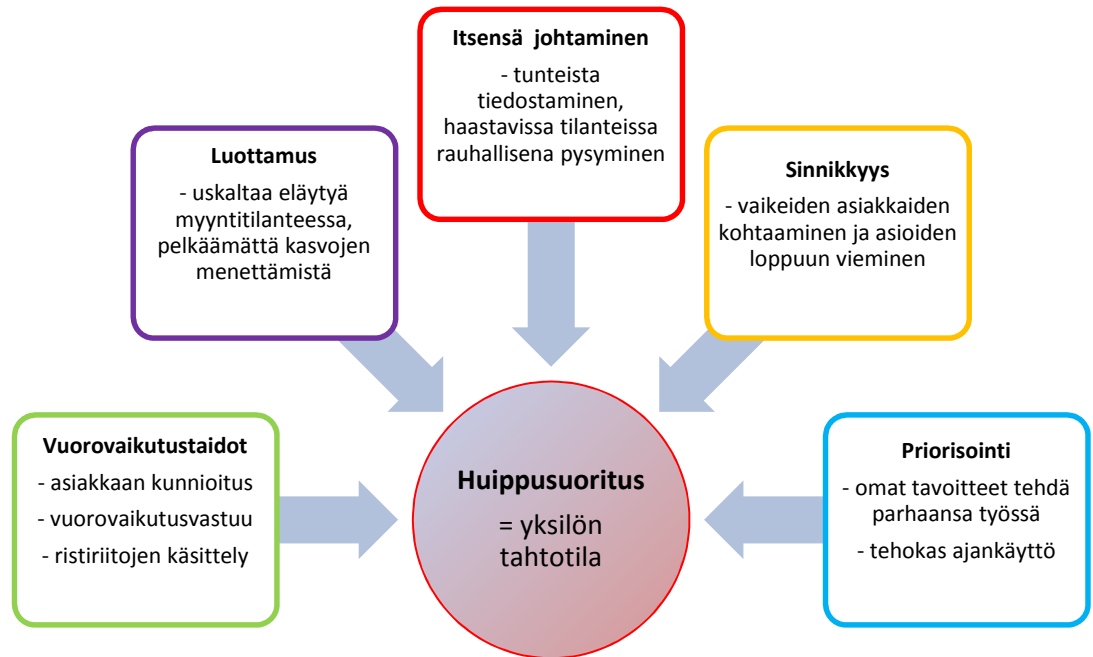 Itsensä johtaminen
- tunteista
tiedostaminen,
haastavissa tilanteissa
rauhallisena pysyminen
Luottamus
- uskaltaa eläytyä
myyntitilanteessa,
pelkäämättä kasvojen
menettämistä
Sinnikkyys
- vaikeiden asiakkaiden
kohtaaminen ja asioiden
loppuun vieminen
Vuorovaikutustaidot
- asiakkaan kunnioitus
- vuorovaikutusvastuu
- ristiriitojen käsittely
Huippusuoritus
= yksilön
tahtotila
Priorisointi
- omat tavoitteet tehdä
parhaansa työssä
- tehokas ajankäyttö